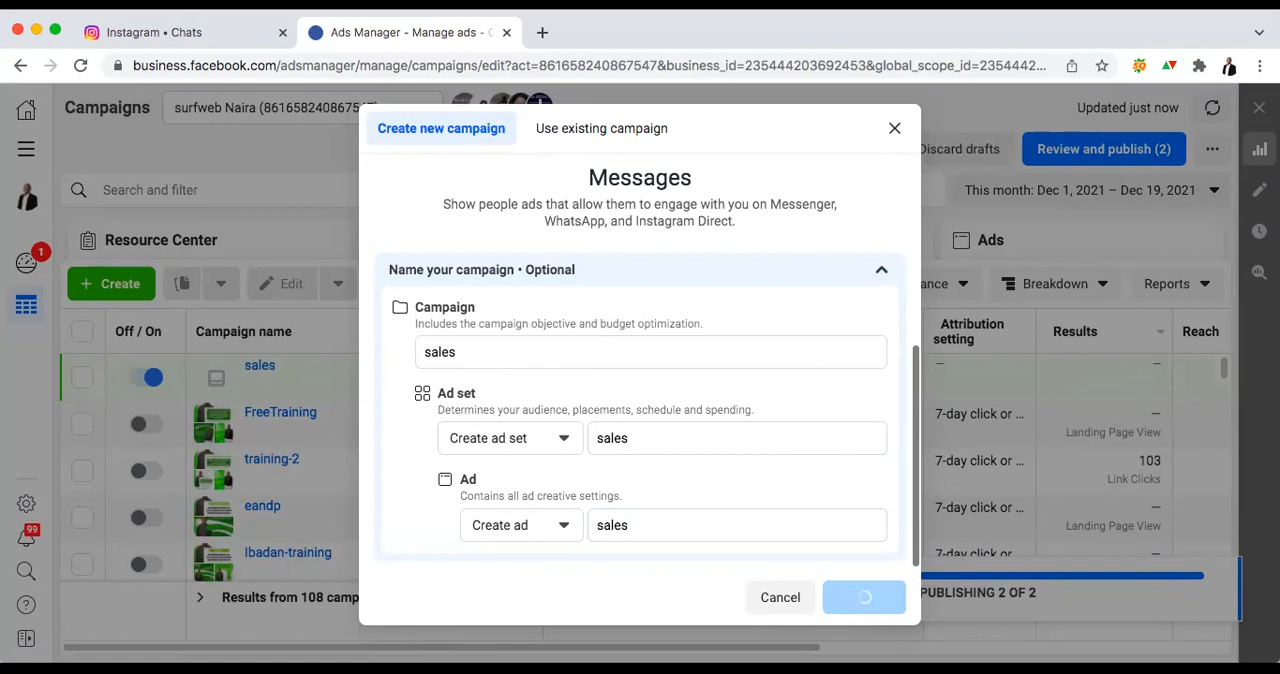 Instagram • Chats
Ads Manager - Manage ads -
business.facebook.com/adsmanager/manage/campaigns/edit?act=861658240867547&business_id=235444203692453&global_scope_id=2354442...
Campaigns
surfweb Naira (8616582408675
Updated just now
Create new campaign
Use existing campaign
Discard drafts
Review and publish (2)
Messages
Search and filter
This month: Dec 1, 2021 – Dec 19, 2021
Show people ads that allow them to engage with you on Messenger,
WhatsApp, and Instagram Direct.
1
Resource Center
Ads
Name your campaign • Optional
+ Create
Edit
Breakdown
Reports
Campaign
Includes the campaign objective and budget optimization.
Off / On
Campaign name
Attribution
setting
Results
Reach
sales
sales
—
—
Ad set
Determines your audience, placements, schedule and spending.
FreeTraining
7-day click or ...
—
Landing Page View
Create ad set
sales
training-2
7-day click or ...
103
Link Clicks
Ad
Contains all ad creative settings.
eandp
7-day click or ...
—
Landing Page View
Create ad
sales
99
Ibadan-training
7-day click or ...
—
Results from 108 camp
Cancel
PUBLISHING 2 OF 2